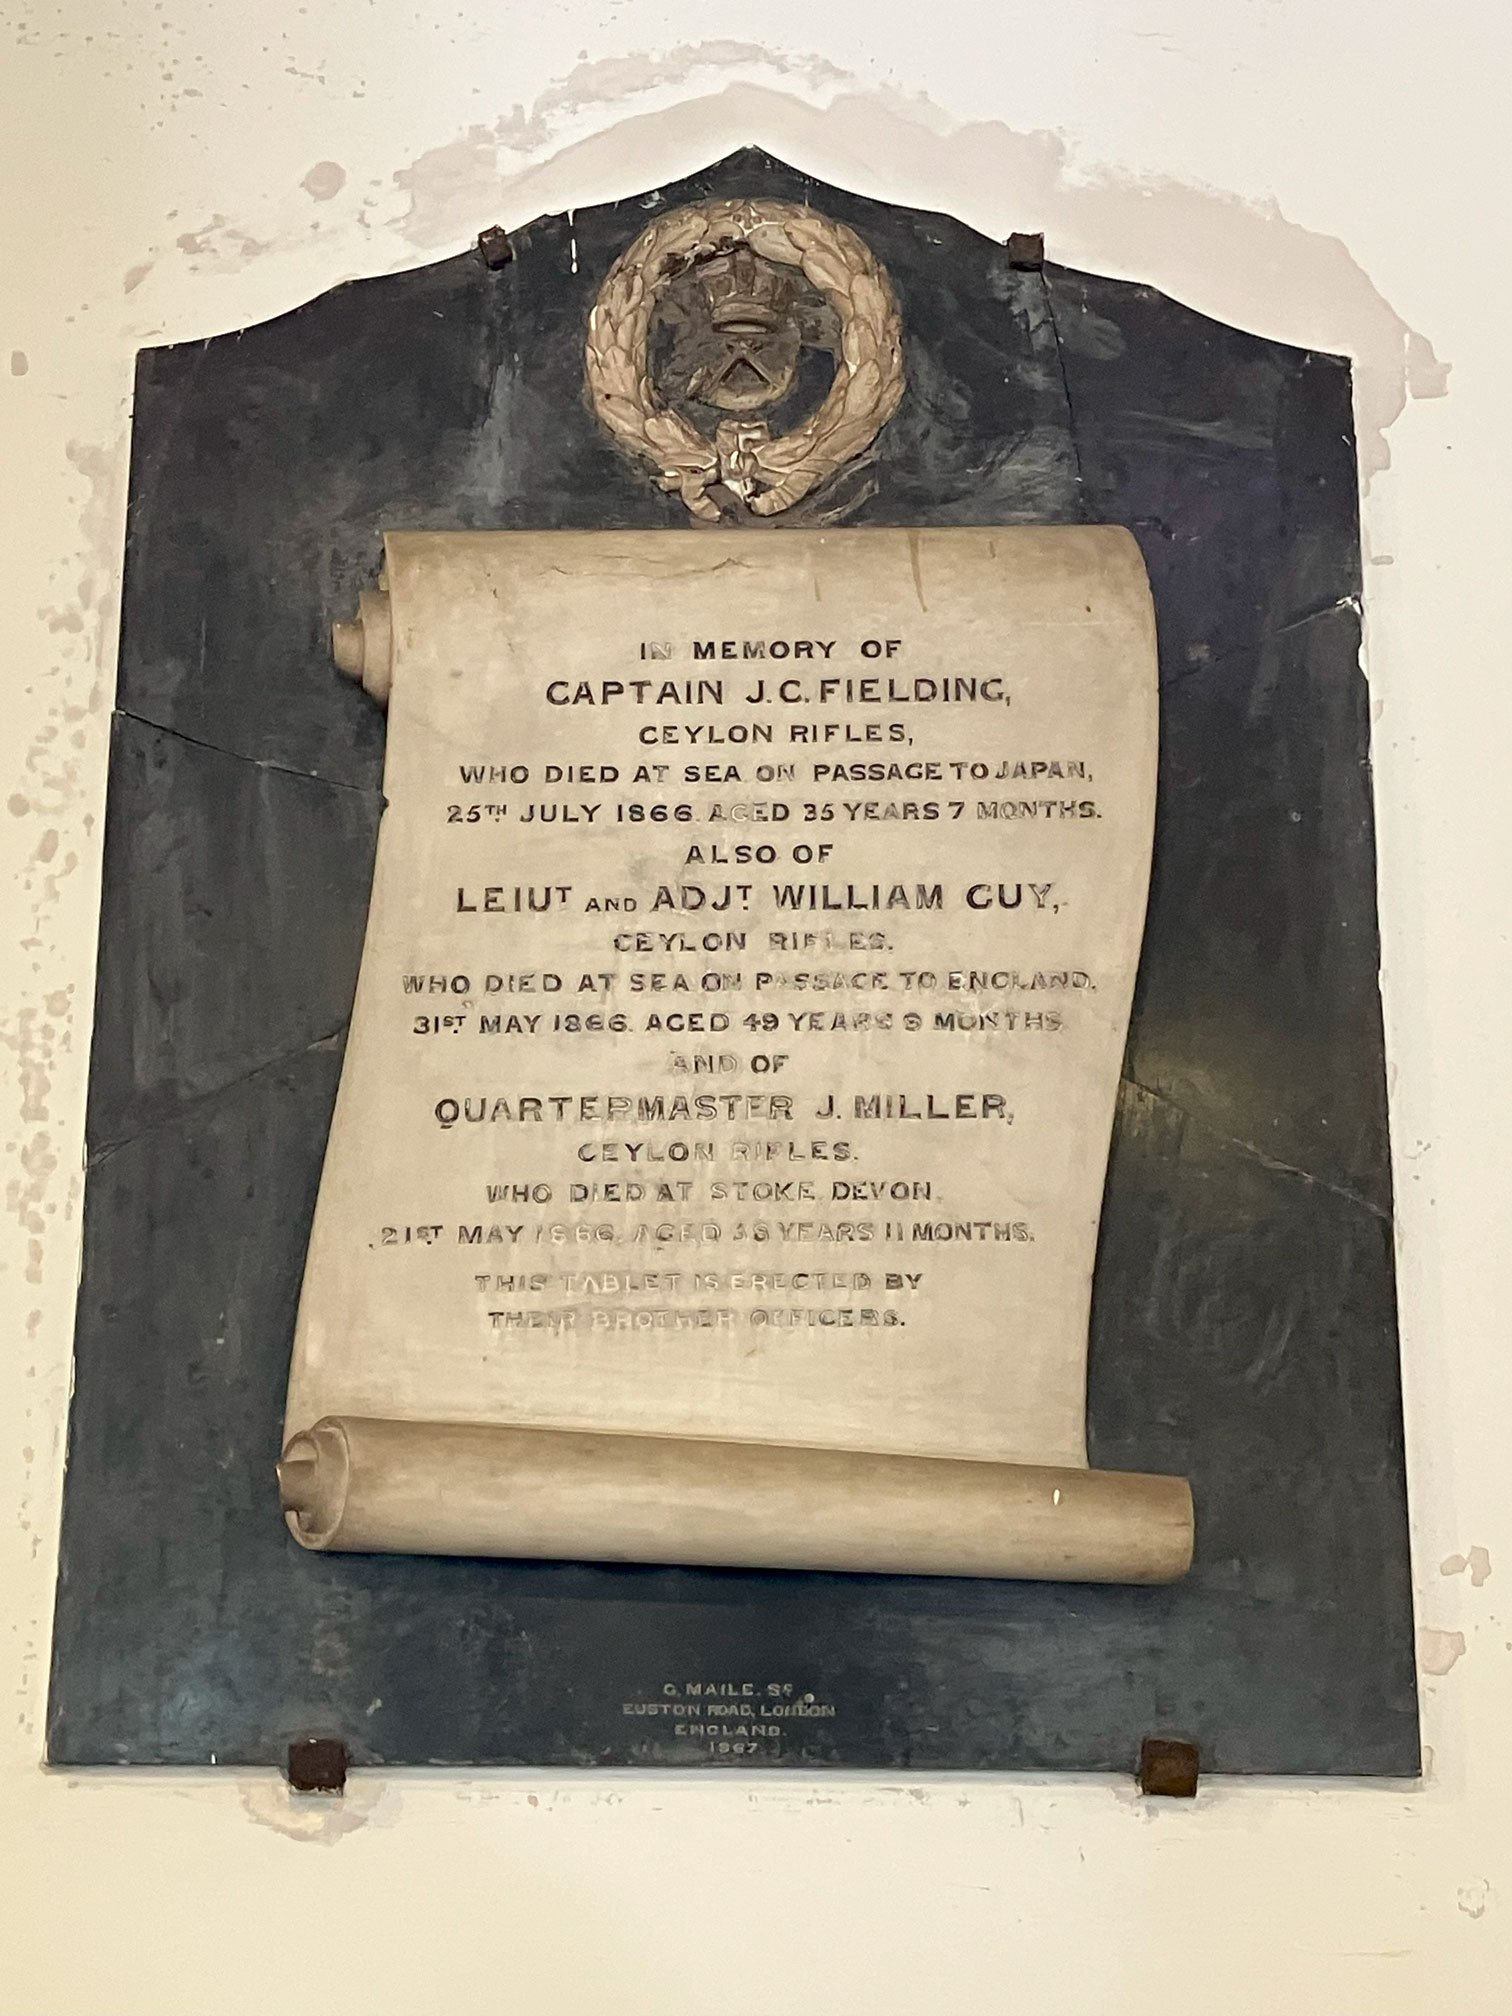 IN MEMORY OF
CAPTAIN J.C. FIELDING,
CEYLON RIFLES,
WHO DIED AT SEA ON PASSAGE TO JAPAN,
25TH JULY 1866. AGED 35 YEARS 7 MONTHS.
ALSO OF
LEIUT AND ADJT WILLIAM GUY,
CEYLON RIFLES.
WHO DIED AT SEA ON PASSAGE TO ENGLAND.
31ST MAY 1866. AGED 49 YEARS 9 MONTHS
AND OF
QUARTERMASTER J. MILLER,
CEYLON RIFLES.
WHO DIED AT STOKE, DEVON,
21ST MAY 1866, AGED YEARS 11 MONTHS.
THIS TABLET IS ERECTED BY
THEIR BROTHER OFFICERS.
C. MAILE. SC.
EUSTON ROAD, LONDON
ENGLAND.
1867